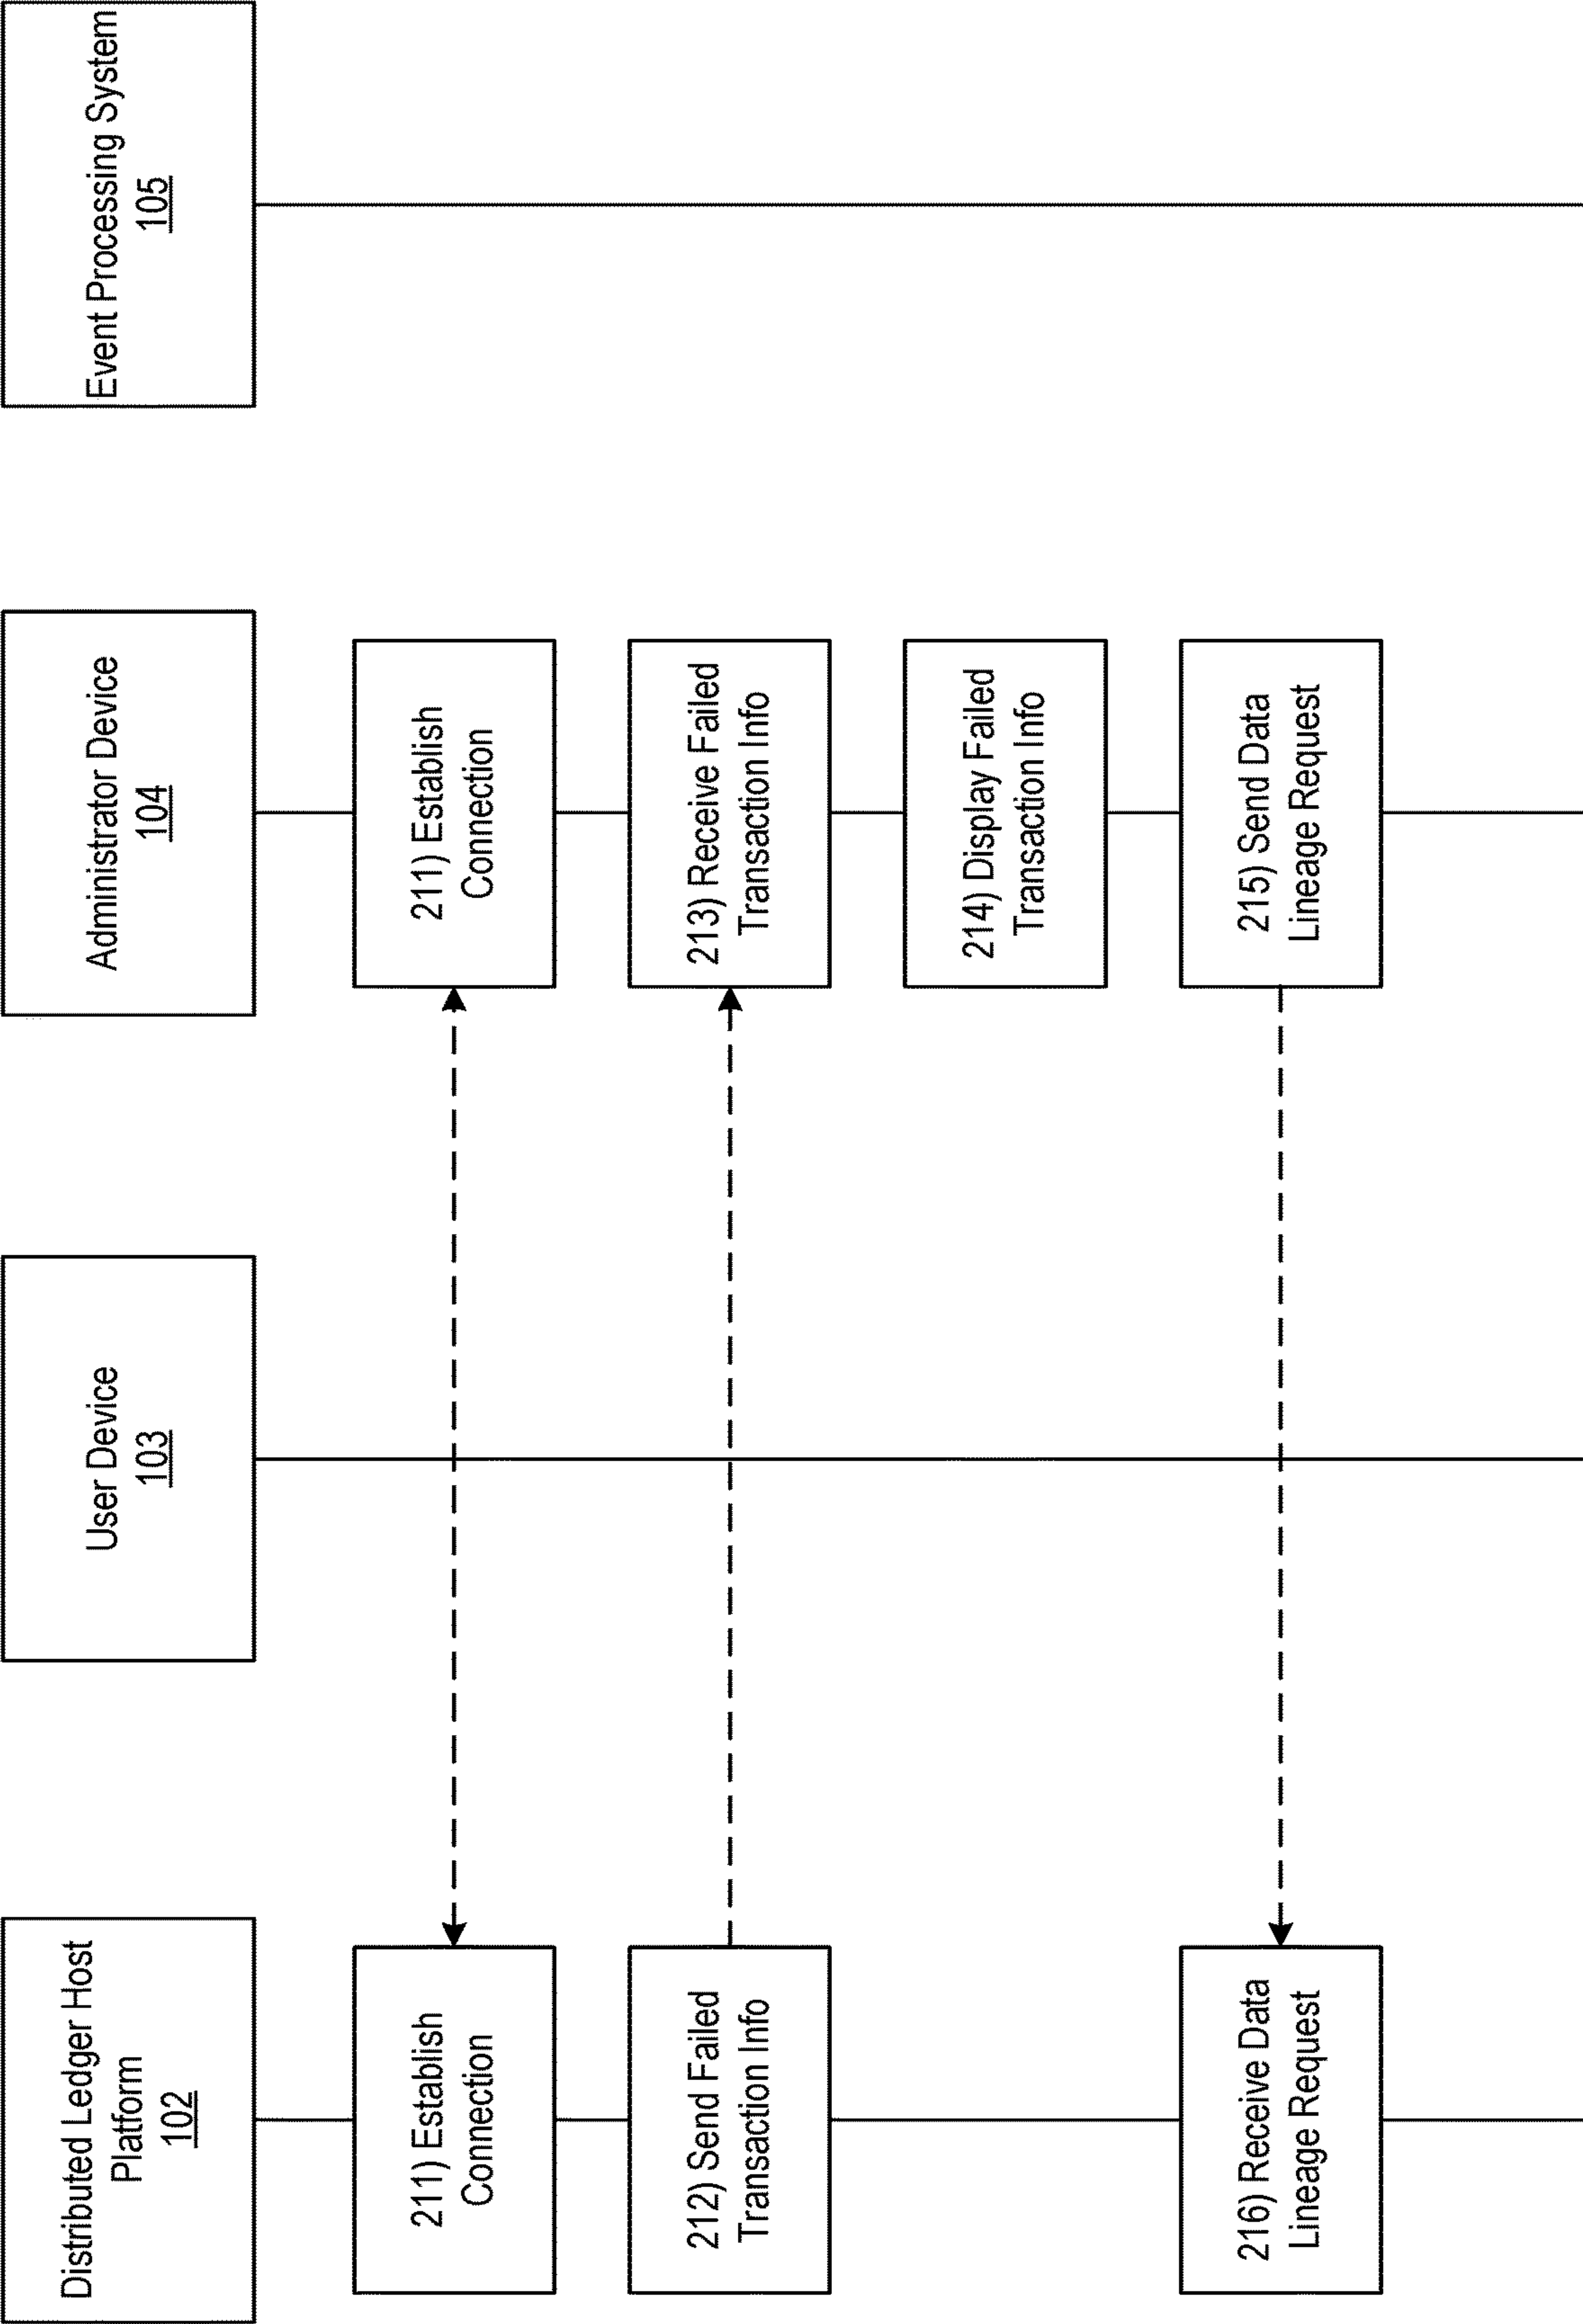 Distributed Ledger Host
Platform
102
User Device
103
Administrator Device
104
Event Processing System
105
211) Establish
Connection
211) Establish
Connection
212) Send Failed
Transaction Info
213) Receive Failed
Transaction Info
214) Display Failed
Transaction Info
216) Receive Data
Lineage Request
215) Send Data
Lineage Request